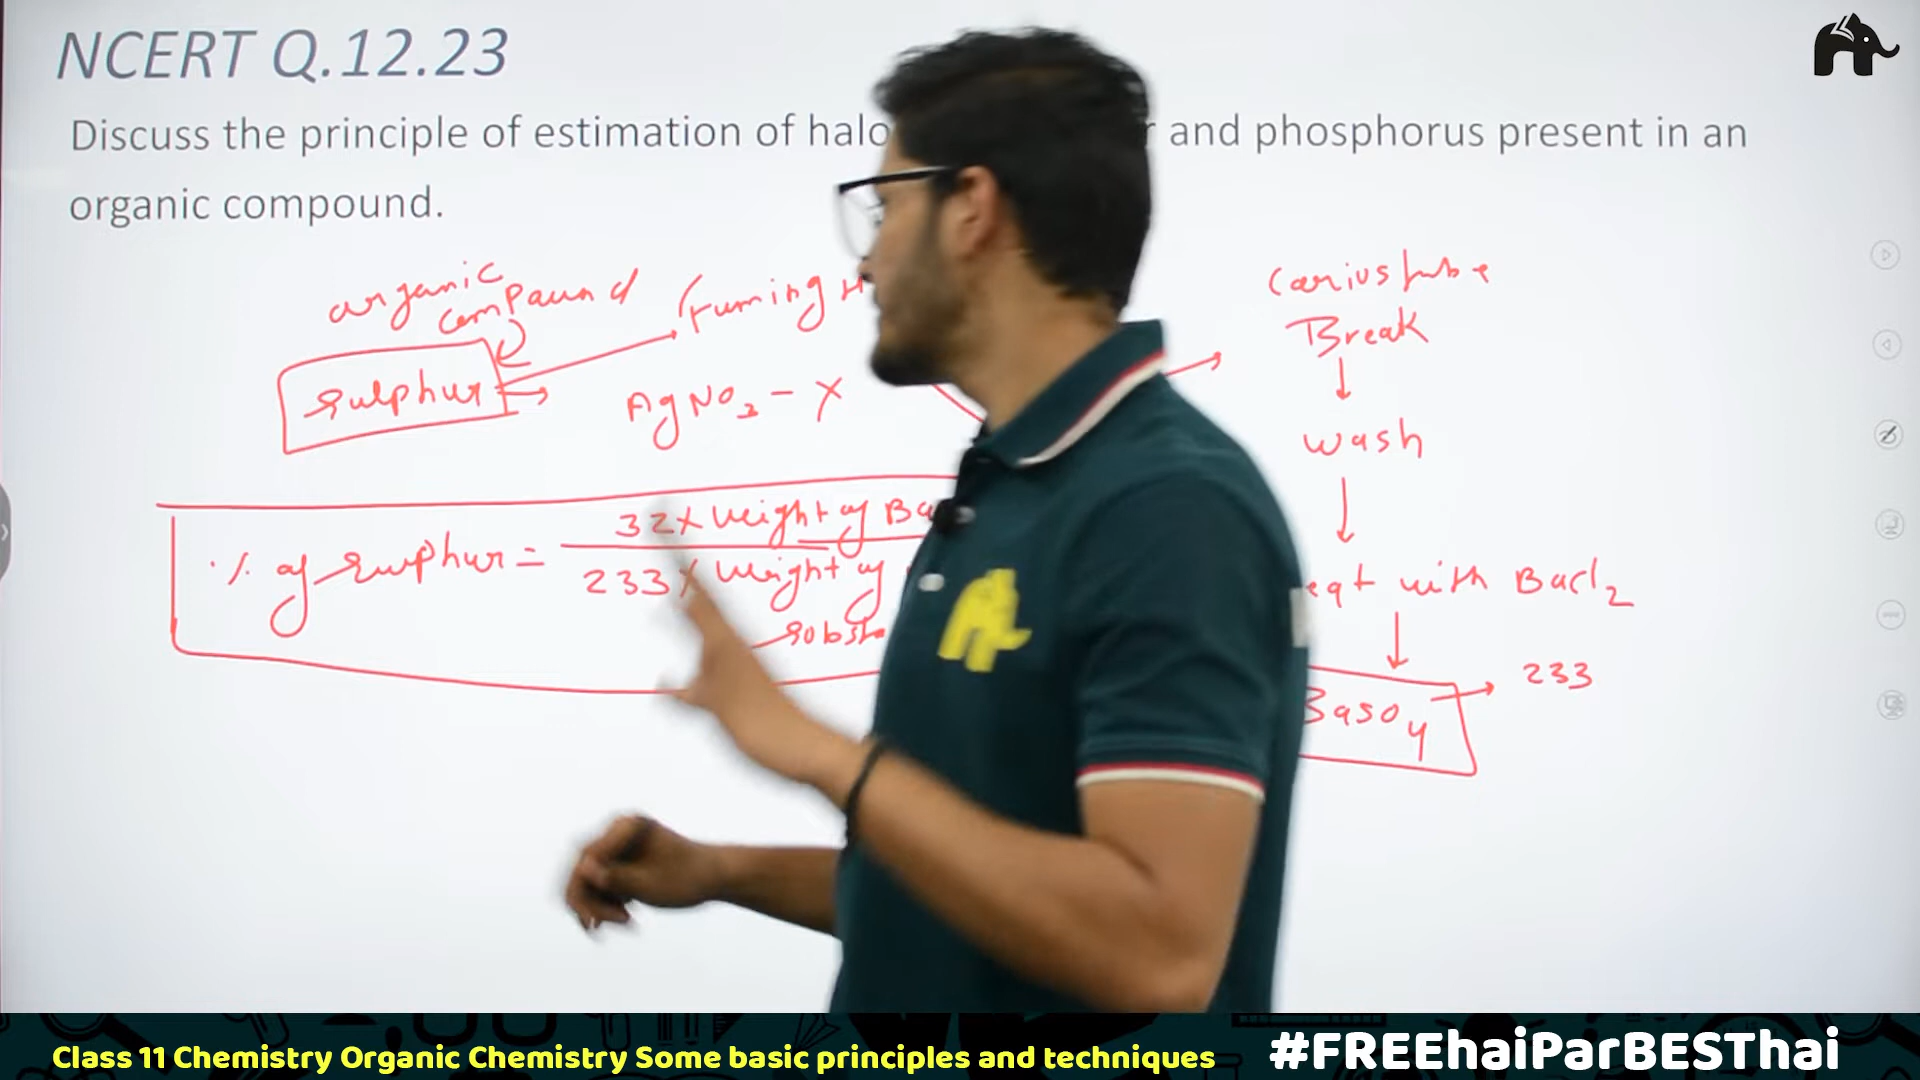 NCERT Q.12.23
Discuss the principle of estimation of halo and phosphorus present in an
organic compound.
organic
compound
(fuming H
Carius tube
Break
sulphur
AgNO3 - X
wash
32 X weight of Ba
% of sulphur =
233 X weight of
subst
eat with BaCl2
BaSO4
233
Class 11 Chemistry Organic Chemistry Some basic principles and techniques
#FREEhaiParBESThai